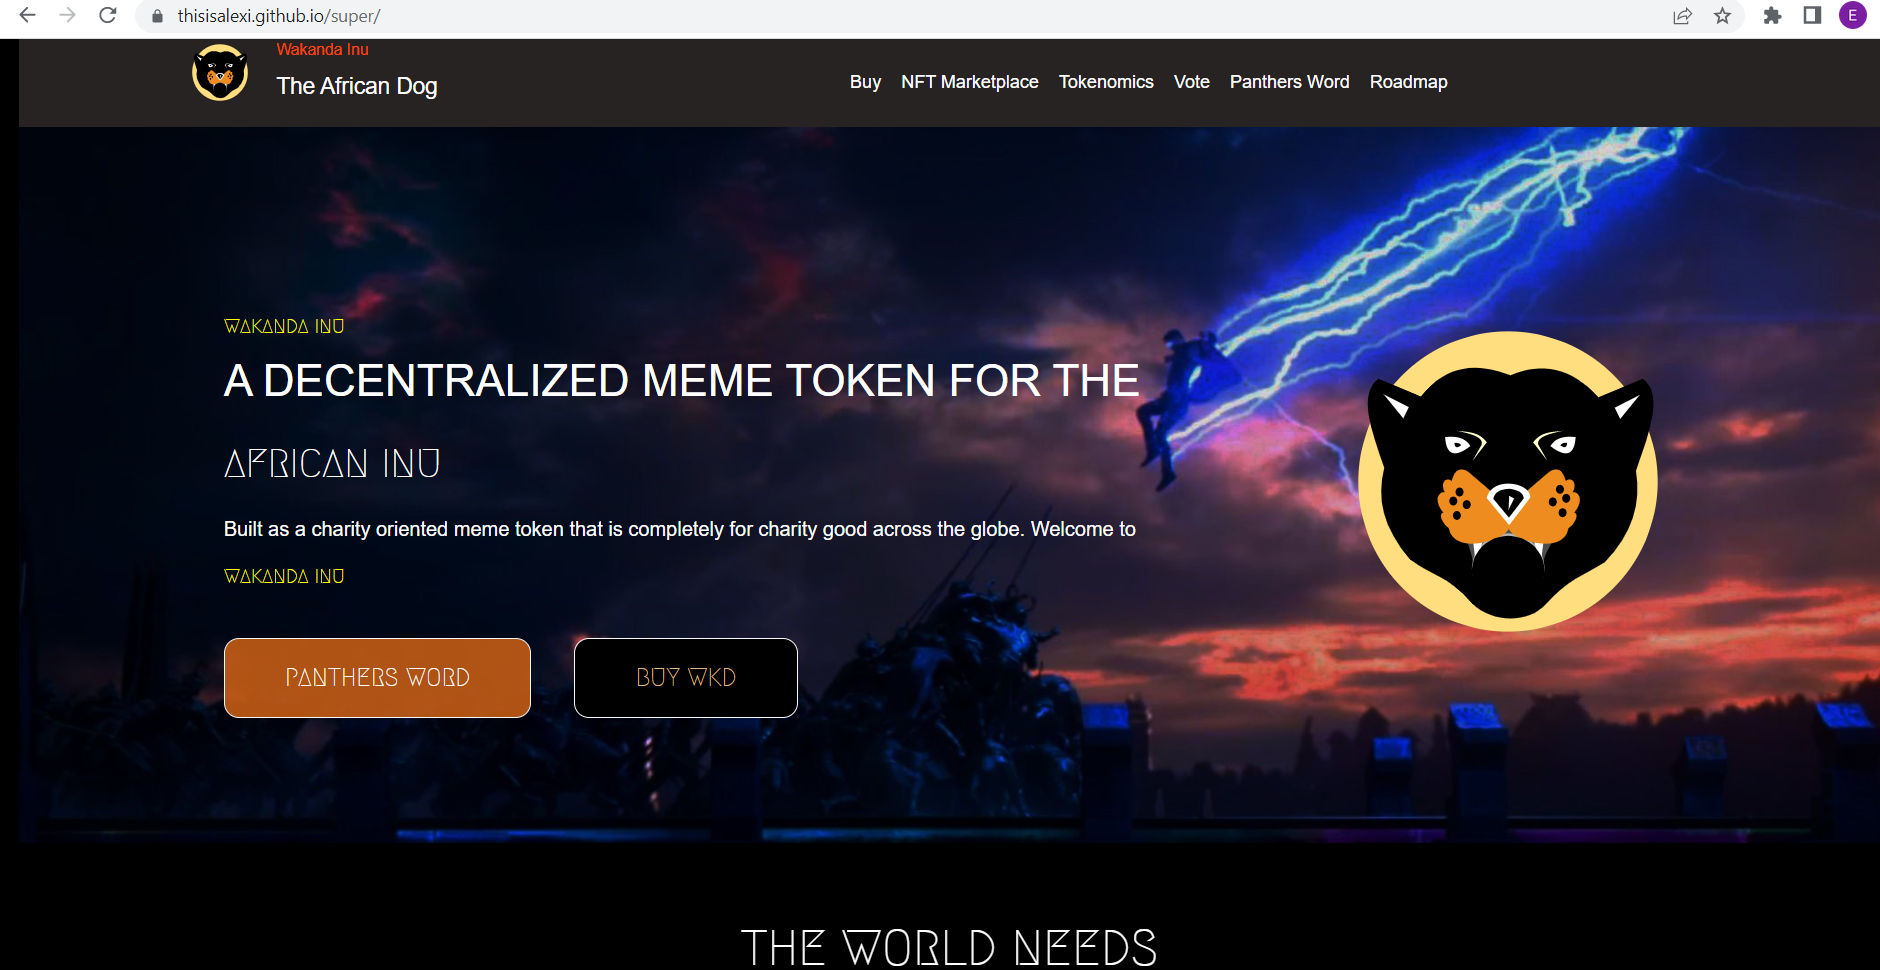 thisisalexi.github.io/super/
E
Wakanda Inu
The African Dog
Buy NFT Marketplace Tokenomics Vote Panthers Word Roadmap
WAKANDA INU
A DECENTRALIZED MEME TOKEN FOR THE
AFRICAN INU
Built as a charity oriented meme token that is completely for charity good across the globe. Welcome to
WAKANDA INU
PANTHERS WORD
BUY WKD
THE WORLD NEEDS